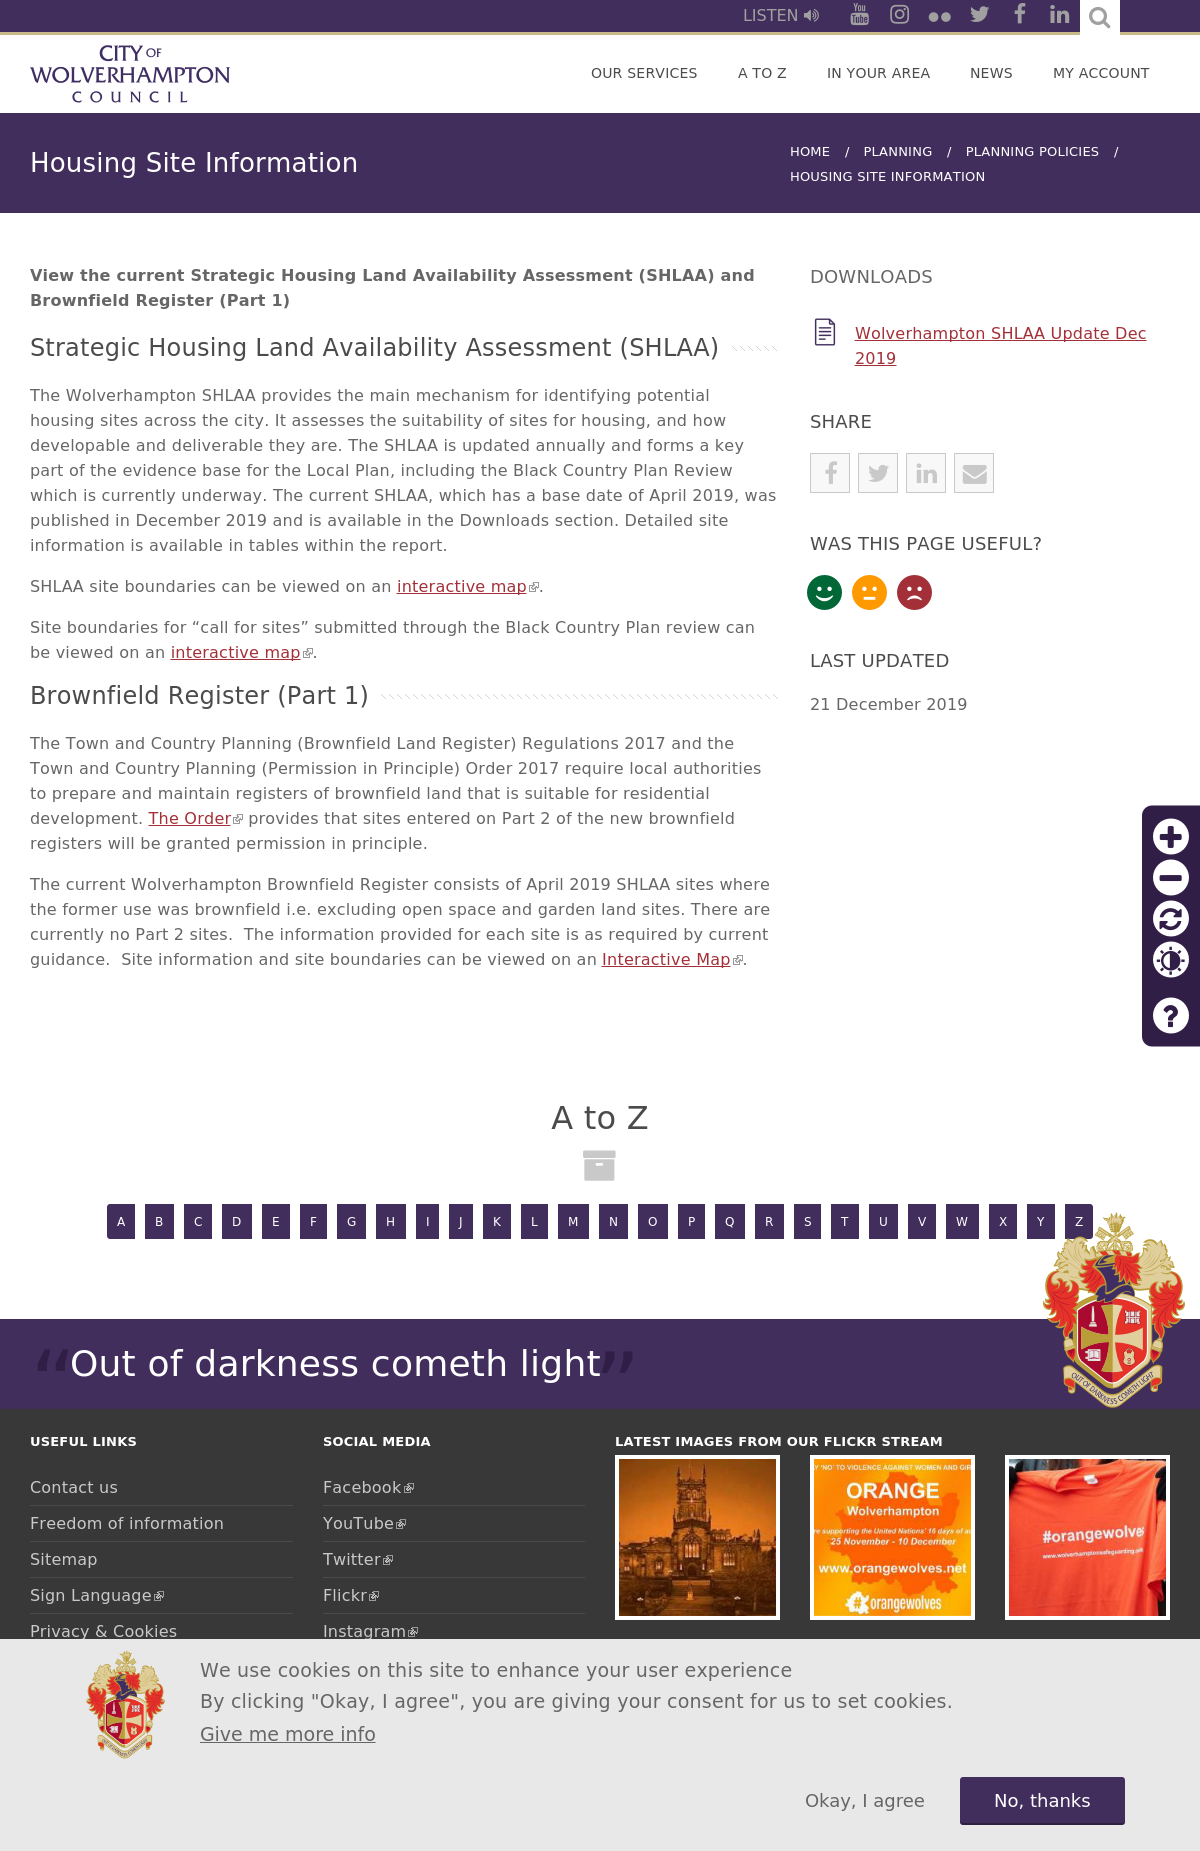 LISTEN
You Tube
CITY OF
WOLVERHAMPTON
COUNCIL
OUR SERVICES
A TO Z
IN YOUR AREA
NEWS
MY ACCOUNT
Housing Site Information
HOME / PLANNING / PLANNING POLICIES /
HOUSING SITE INFORMATION
View the current Strategic Housing Land Availability Assessment (SHLAA) and
Brownfield Register (Part 1)
Strategic Housing Land Availability Assessment (SHLAA)
The Wolverhampton SHLAA provides the main mechanism for identifying potential
housing sites across the city. It assesses the suitability of sites for housing, and how
developable and deliverable they are. The SHLAA is updated annually and forms a key
part of the evidence base for the Local Plan, including the Black Country Plan Review
which is currently underway. The current SHLAA, which has a base date of April 2019, was
published in December 2019 and is available in the Downloads section. Detailed site
information is available in tables within the report.
SHLAA site boundaries can be viewed on an interactive map.
Site boundaries for “call for sites” submitted through the Black Country Plan review can
be viewed on an interactive map.
Brownfield Register (Part 1)
The Town and Country Planning (Brownfield Land Register) Regulations 2017 and the
Town and Country Planning (Permission in Principle) Order 2017 require local authorities
to prepare and maintain registers of brownfield land that is suitable for residential
development. The Order provides that sites entered on Part 2 of the new brownfield
registers will be granted permission in principle.
The current Wolverhampton Brownfield Register consists of April 2019 SHLAA sites where
the former use was brownfield i.e. excluding open space and garden land sites. There are
currently no Part 2 sites.  The information provided for each site is as required by current
guidance.  Site information and site boundaries can be viewed on an Interactive Map.
DOWNLOADS
Wolverhampton SHLAA Update Dec
2019
SHARE
WAS THIS PAGE USEFUL?
LAST UPDATED
21 December 2019
A to Z
A B C D E F G H I J K L M N O P Q R S T U V W X Y Z
“Out of darkness cometh light”
OUT OF DARKNESS COMETH LIGHT
USEFUL LINKS
Contact us
Freedom of information
Sitemap
Sign Language
Privacy & Cookies
SOCIAL MEDIA
Facebook
YouTube
Twitter
Flickr
Instagram
LATEST IMAGES FROM OUR FLICKR STREAM
Y 'NO' TO VIOLENCE AGAINST WOMEN AND GIR
ORANGE
Wolverhampton
re supporting the United Nations' 16 days of a
25 November - 10 December
www.orangewolves.net
#orangewolves
#orangewolves
www.wolverhamptonsafeguarding.org
We use cookies on this site to enhance your user experience
By clicking "Okay, I agree", you are giving your consent for us to set cookies.
Give me more info
Okay, I agree
No, thanks